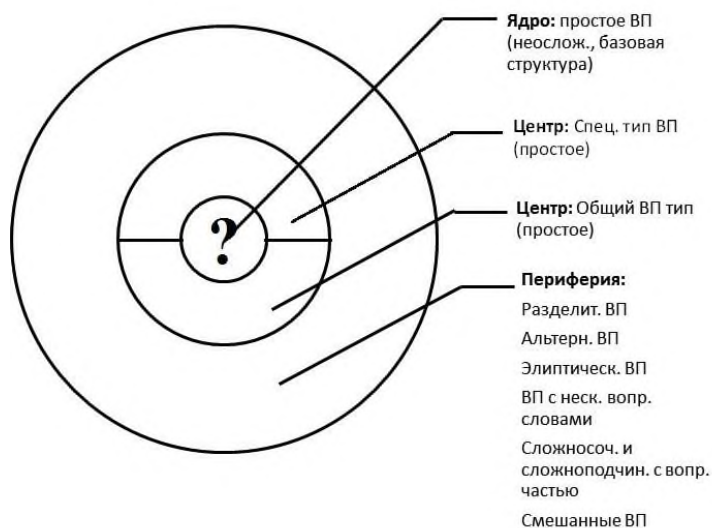 ?
Ядро: простое ВП
(неослож., базовая
структура)
Центр: Спец. тип ВП
(простое)
Центр: Общий ВП тип
(простое)
Периферия:
Разделит. ВП
Альтерн. ВП
Элиптическ. ВП
ВП с неск. вопр.
словами
Сложносоч. и
сложноподчин. с вопр.
частью
Смешанные ВП